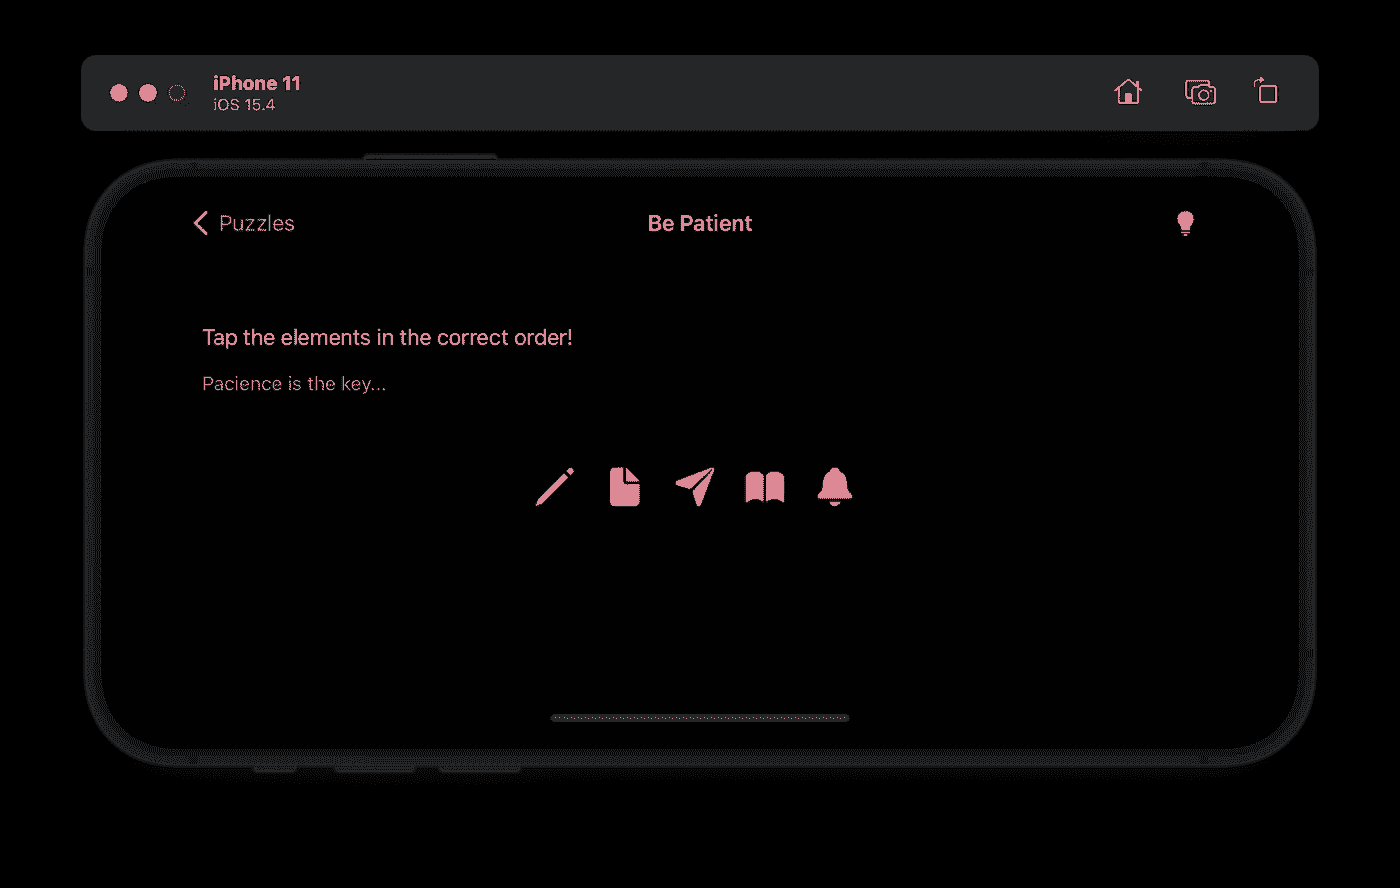 iPhone 11
iOS 15.4
Puzzles
Be Patient
Tap the elements in the correct order!
Pacience is the key...